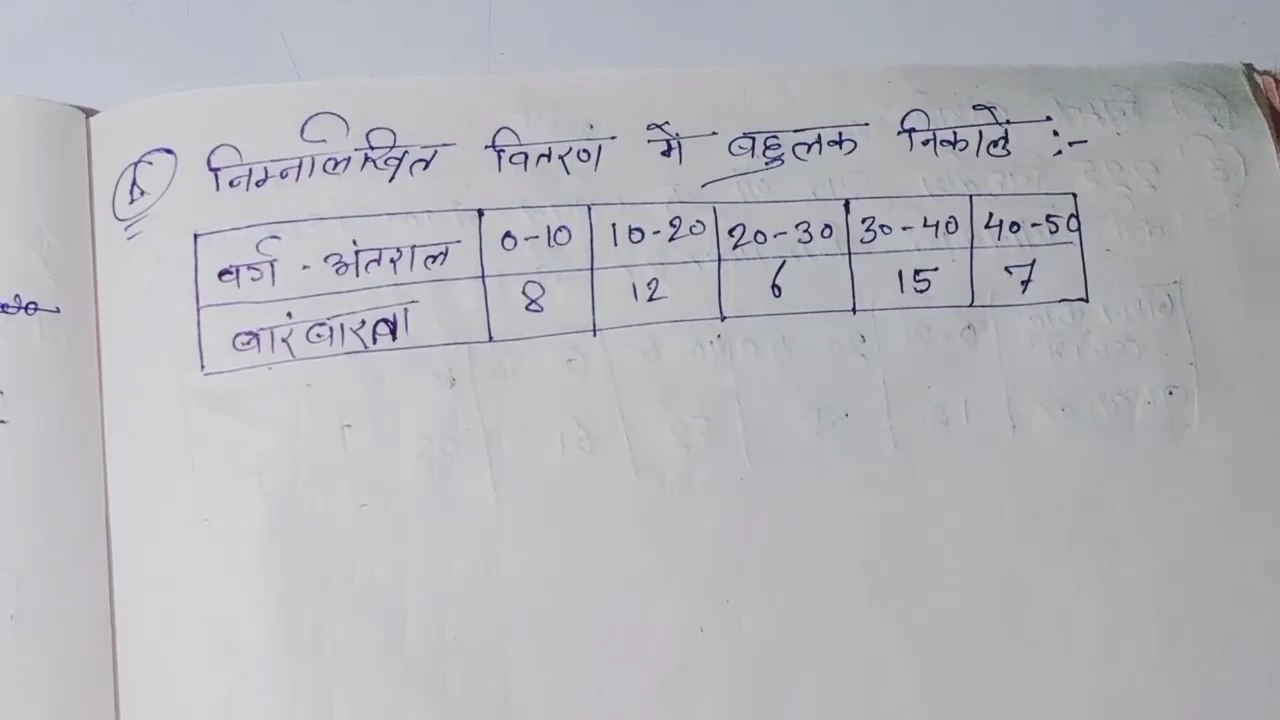 निम्नलिखित वितरण में बहुलक निकालें :-
वर्ग - अंतराल 0-10 10-20 20-30 30-40 40-50
बारंबारता 8 12 6 15 7